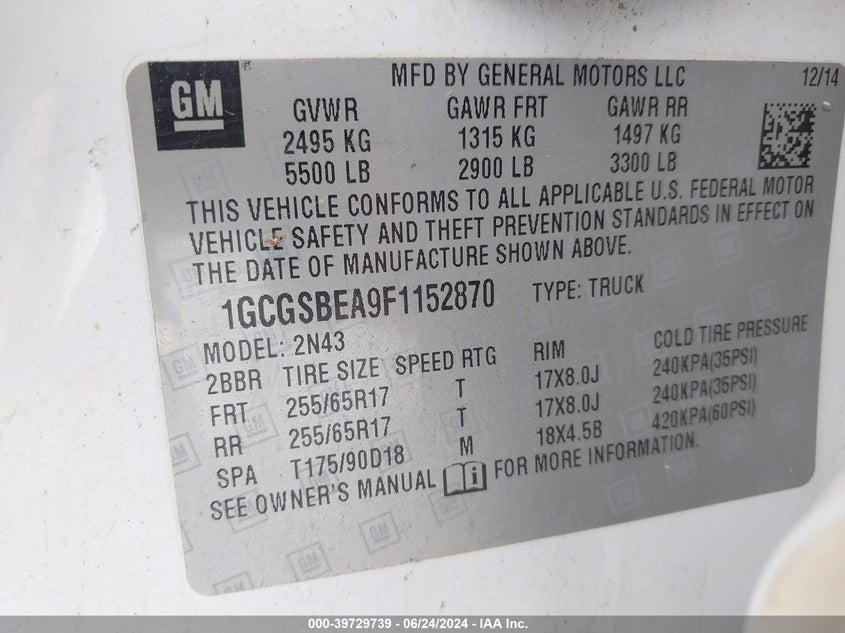 GM
MFD BY GENERAL MOTORS LLC 12/14
GVWR GAWR FRT GAWR RR
2495 KG 1315 KG 1497 KG
5500 LB 2900 LB 3300 LB
THIS VEHICLE CONFORMS TO ALL APPLICABLE U.S. FEDERAL MOTOR
VEHICLE SAFETY AND THEFT PREVENTION STANDARDS IN EFFECT ON
THE DATE OF MANUFACTURE SHOWN ABOVE.
1GCGSBEA9F1152870 TYPE: TRUCK
MODEL: 2N43
2BBR TIRE SIZE SPEED RTG RIM COLD TIRE PRESSURE
FRT 255/65R17 T 17X8.0J 240KPA(35PSI)
RR 255/65R17 T 17X8.0J 240KPA(35PSI)
SPA T175/90D18 M 18X4.5B 420KPA(60PSI)
SEE OWNER'S MANUAL i FOR MORE INFORMATION.
000-39729739 / 06/24/2024 - IAA Inc.